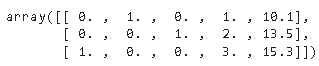 array([[ 0. ,  1. ,  0. ,  1. , 10.1],
       [ 0. ,  0. ,  1. ,  2. , 13.5],
       [ 1. ,  0. ,  0. ,  3. , 15.3]])